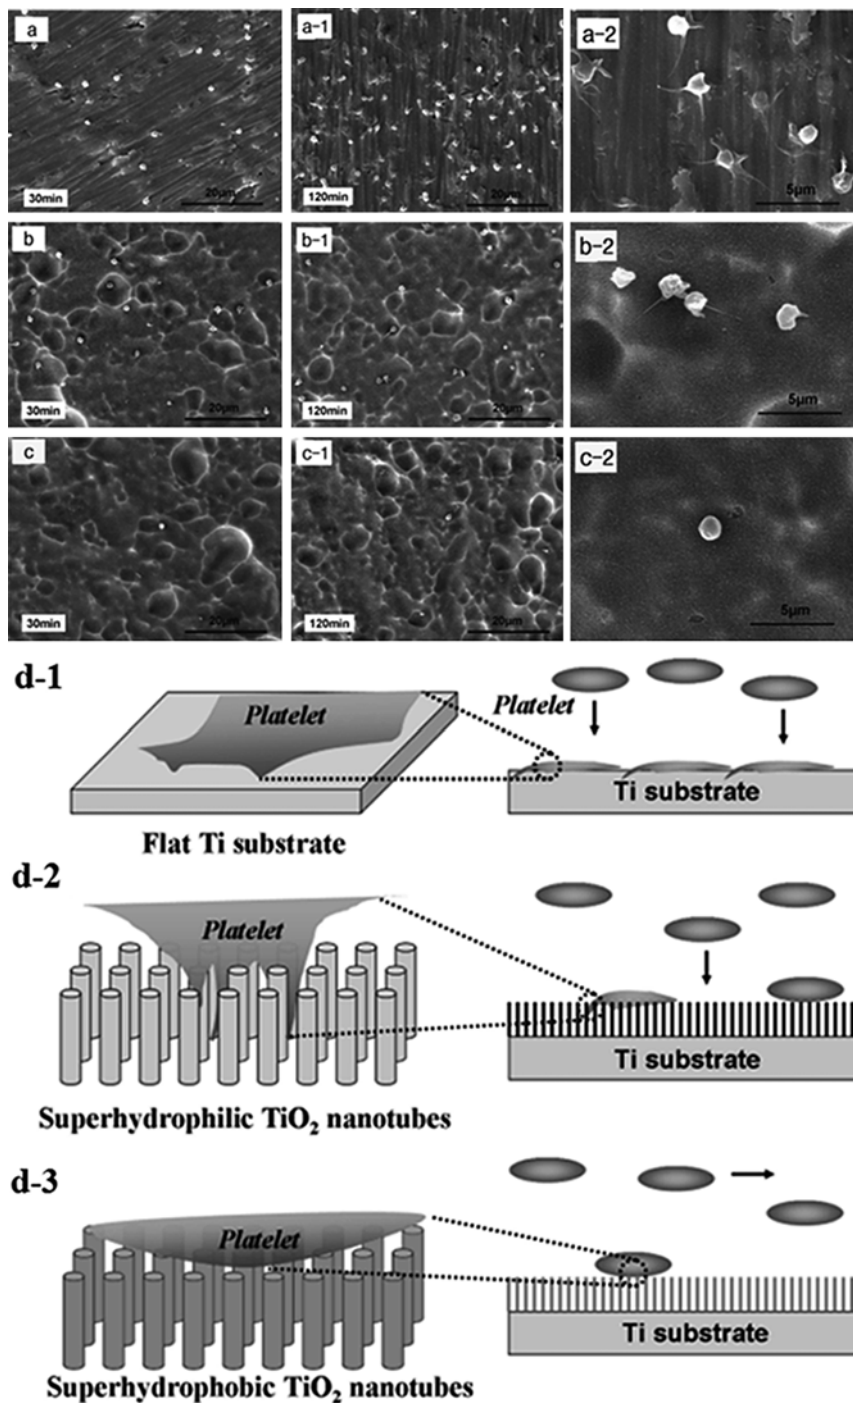 a
30min
20μm
a-1
120min
20μm
a-2
5μm
b
30min
20μm
b-1
120min
20μm
b-2
5μm
c
30min
20μm
c-1
120min
20μm
c-2
5μm
d-1
Platelet
Flat Ti substrate
Platelet
Ti substrate
d-2
Platelet
Superhydrophilic TiO₂ nanotubes
Ti substrate
d-3
Platelet
Superhydrophobic TiO₂ nanotubes
Ti substrate